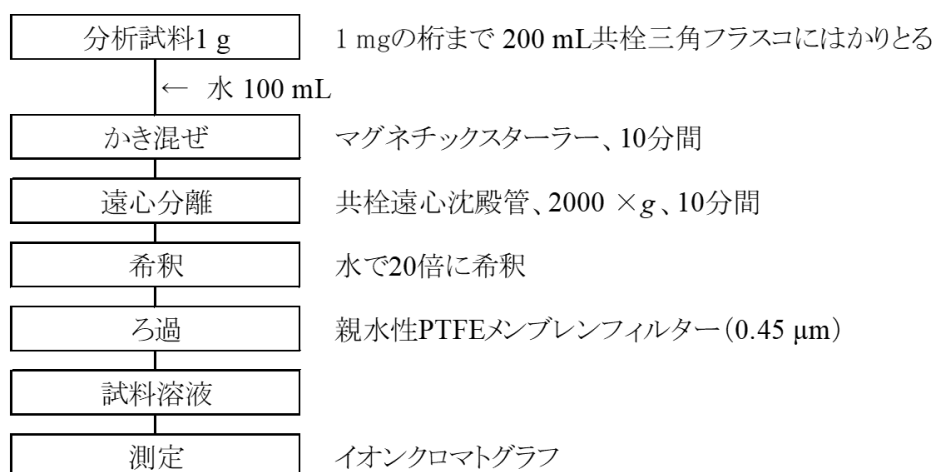 分析試料1 g 1 mgの桁まで 200 mL共栓三角フラスコにはかりとる
← 水 100 mL
かき混ぜ マグネチックスターラー、10分間
遠心分離 共栓遠心沈殿管、2000 ×g、10分間
希釈 水で20倍に希釈
ろ過 親水性PTFEメンブレンフィルター(0.45 μm)
試料溶液
測定 イオンクロマトグラフ